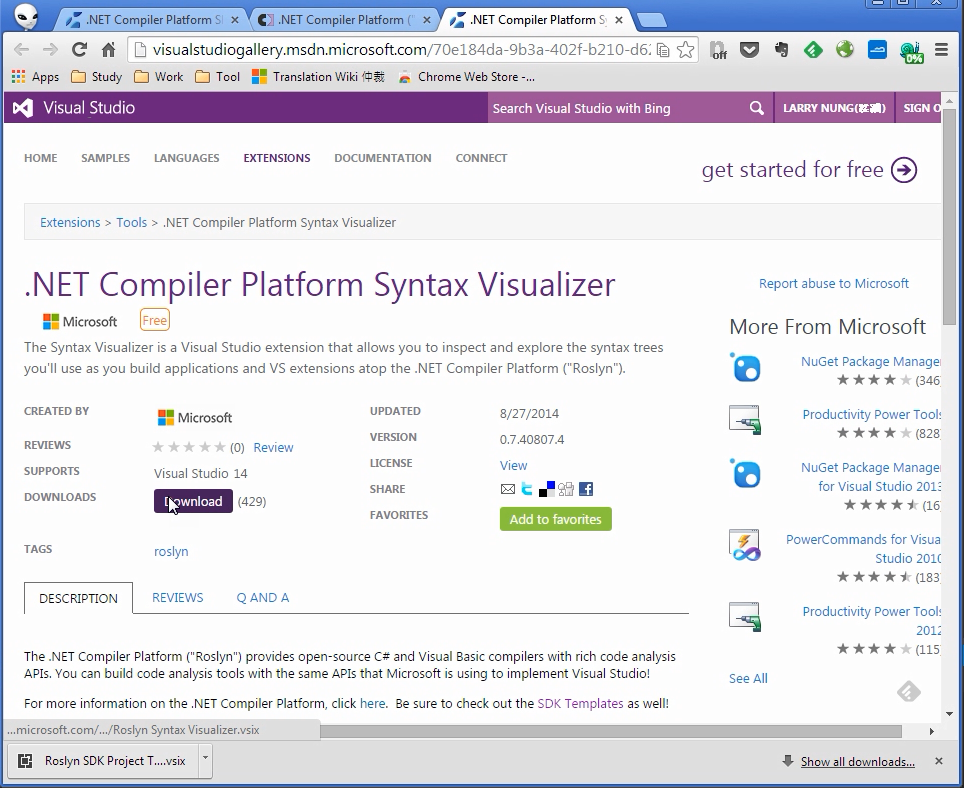 .NET Compiler Platform S
.NET Compiler Platform ("
.NET Compiler Platform Sy
visualstudiogallery.msdn.microsoft.com/70e184da-9b3a-402f-b210-d62
off
0%
Apps
Study
Work
Tool
Translation Wiki 仲裁
Chrome Web Store -...
Visual Studio
Search Visual Studio with Bing
LARRY NUNG(
SIGN O
HOME
SAMPLES
LANGUAGES
EXTENSIONS
DOCUMENTATION
CONNECT
get started for free
Extensions > Tools > .NET Compiler Platform Syntax Visualizer
.NET Compiler Platform Syntax Visualizer
Microsoft
Free
The Syntax Visualizer is a Visual Studio extension that allows you to inspect and explore the syntax trees
you'll use as you build applications and VS extensions atop the .NET Compiler Platform ("Roslyn").
CREATED BY
Microsoft
REVIEWS
(0) Review
SUPPORTS
Visual Studio 14
DOWNLOADS
Download (429)
TAGS
roslyn
UPDATED
8/27/2014
VERSION
0.7.40807.4
LICENSE
View
SHARE
FAVORITES
Add to favorites
Report abuse to Microsoft
More From Microsoft
NuGet Package Manage
(346
Productivity Power Tools
(828
NuGet Package Manage
for Visual Studio 2013
(16
PowerCommands for Visua
Studio 2010
(183
Productivity Power Tools
2012
(115
See All
DESCRIPTION
REVIEWS
Q AND A
The .NET Compiler Platform ("Roslyn") provides open-source C# and Visual Basic compilers with rich code analysis
APIs. You can build code analysis tools with the same APIs that Microsoft is using to implement Visual Studio!
For more information on the .NET Compiler Platform, click here. Be sure to check out the SDK Templates as well!
...microsoft.com/.../Roslyn Syntax Visualizer.vsix
Roslyn SDK Project T....vsix
Show all downloads...